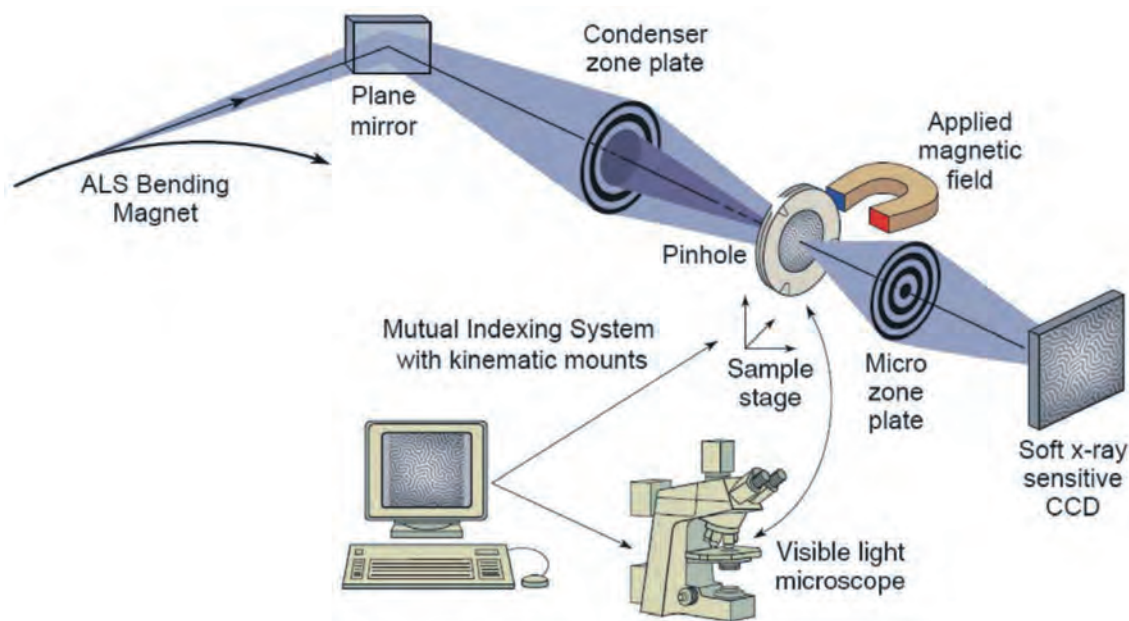 Condenser
zone plate
Plane
mirror
Applied
magnetic
field
ALS Bending
Magnet
Pinhole
Mutual Indexing System
with kinematic mounts
Sample
stage
Micro
zone
plate
Soft x-ray
sensitive
CCD
Visible light
microscope